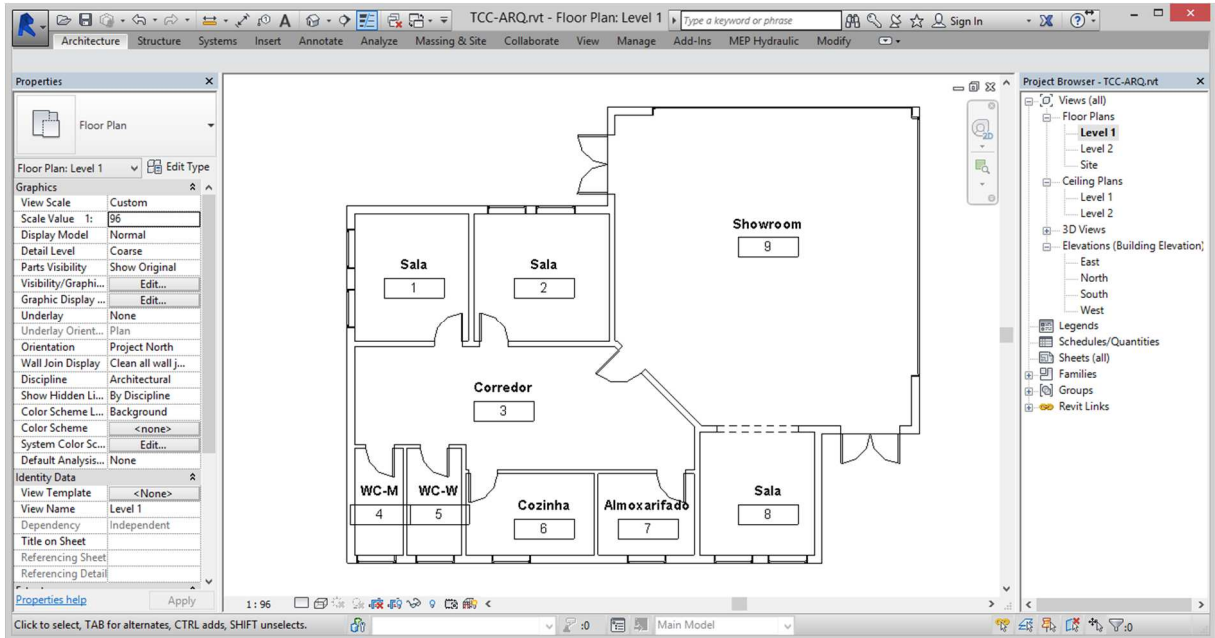 TCC-ARQ.rvt - Floor Plan: Level 1
Type a keyword or phrase
Sign In
Architecture Structure Systems Insert Annotate Analyze Massing & Site Collaborate View Manage Add-Ins MEP Hydraulic Modify
Properties
Floor Plan
Floor Plan: Level 1 Edit Type
Graphics
View Scale Custom
Scale Value 1: 96
Display Model Normal
Detail Level Coarse
Parts Visibility Show Original
Visibility/Graphi... Edit...
Graphic Display ... Edit...
Underlay None
Underlay Orient... Plan
Orientation Project North
Wall Join Display Clean all wall j...
Discipline Architectural
Show Hidden Li... By Discipline
Color Scheme L... Background
Color Scheme <none>
System Color Sc... Edit...
Default Analysis... None
Identity Data
View Template <None>
View Name Level 1
Dependency Independent
Title on Sheet
Referencing Sheet
Referencing Detail
Properties help Apply
Showroom
9
Sala
1
Sala
2
Corredor
3
WC-M
4
WC-W
5
Cozinha
6
Almoxarifado
7
Sala
8
1 : 96
Project Browser - TCC-ARQ.rvt
Views (all)
Floor Plans
Level 1
Level 2
Site
Ceiling Plans
Level 1
Level 2
3D Views
Elevations (Building Elevation)
East
North
South
West
Legends
Schedules/Quantities
Sheets (all)
Families
Groups
Revit Links
Click to select, TAB for alternates, CTRL adds, SHIFT unselects.
:0
Main Model
:0